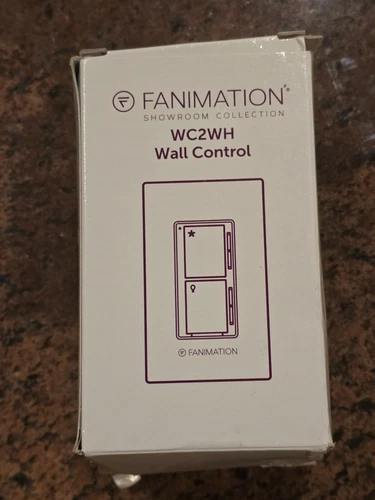 FANIMATION®
SHOWROOM COLLECTION
WC2WH
Wall Control
FANIMATION